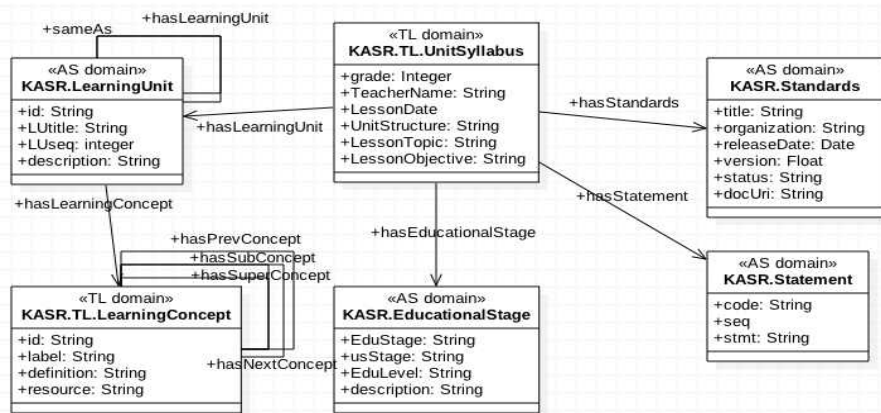 +hasLearningUnit
+sameAs
«AS domain»
KASR.LearningUnit
+id: String
+LUtitle: String
+LUseq: integer
+description: String
+hasLearningUnit
«TL domain»
KASR.TL.UnitSyllabus
+grade: Integer
+TeacherName: String
+LessonDate
+UnitStructure: String
+LessonTopic: String
+LessonObjective: String
+hasStandards
«AS domain»
KASR.Standards
+title: String
+organization: String
+releaseDate: Date
+version: Float
+status: String
+docUri: String
+hasStatement
+hasLearningConcept
+hasPrevConcept
+hasSubConcept
+hasSuperConcept
+hasEducationalStage
«TL domain»
KASR.TL.LearningConcept
+id: String
+label: String
+definition: String
+resource: String
+hasNextConcept
«AS domain»
KASR.EducationalStage
+EduStage: String
+usStage: String
+EduLevel: String
+description: String
«AS domain»
KASR.Statement
+code: String
+seq
+stmt: String